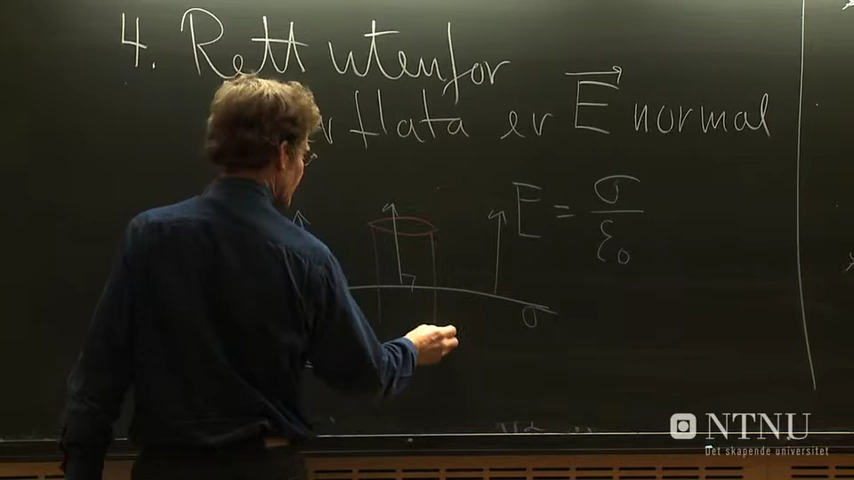 4. Rett utenfor
flata er E⃗ normal
E = σ/ε₀
σ
NTNU
Det skapende universitet